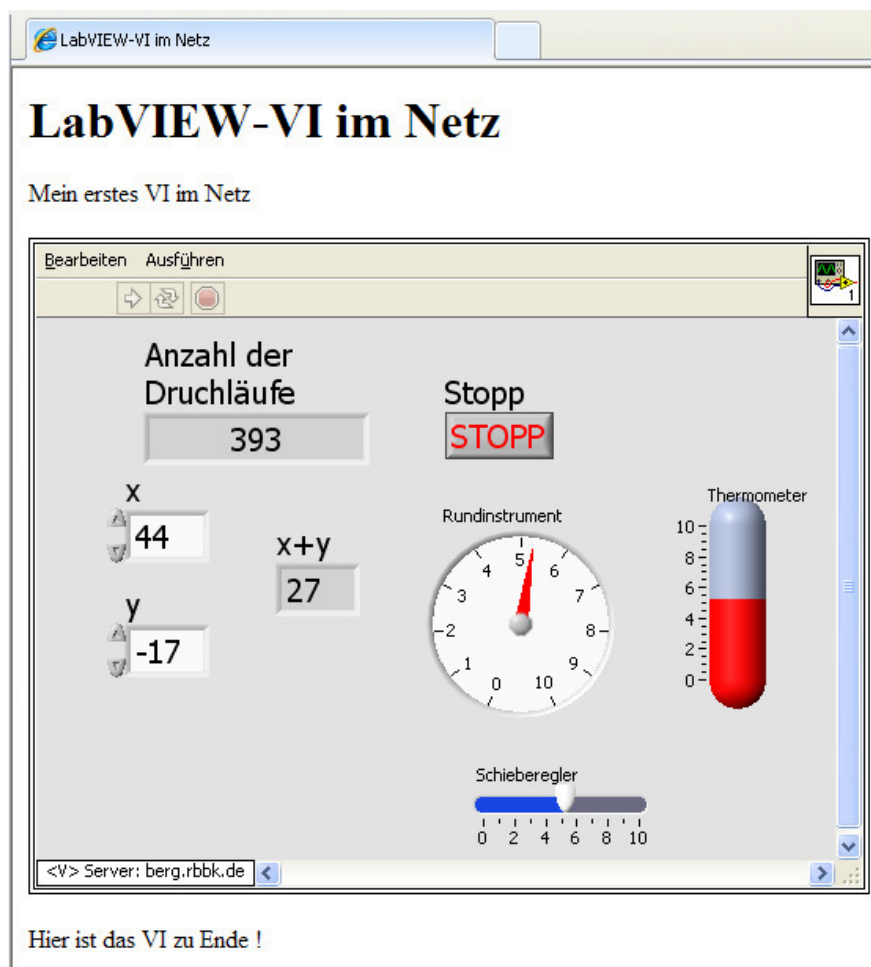 LabVIEW-VI im Netz
LabVIEW-VI im Netz
Mein erstes VI im Netz
Bearbeiten Ausführen
1
Anzahl der
Druchläufe
393
Stopp
STOPP
x
44
x+y
27
y
-17
Rundinstrument
0 1 2 3 4 5 6 7 8 9 10
Thermometer
10
8
6
4
2
0
Schieberegler
0 2 4 6 8 10
<V> Server: berg.rbbk.de
Hier ist das VI zu Ende !